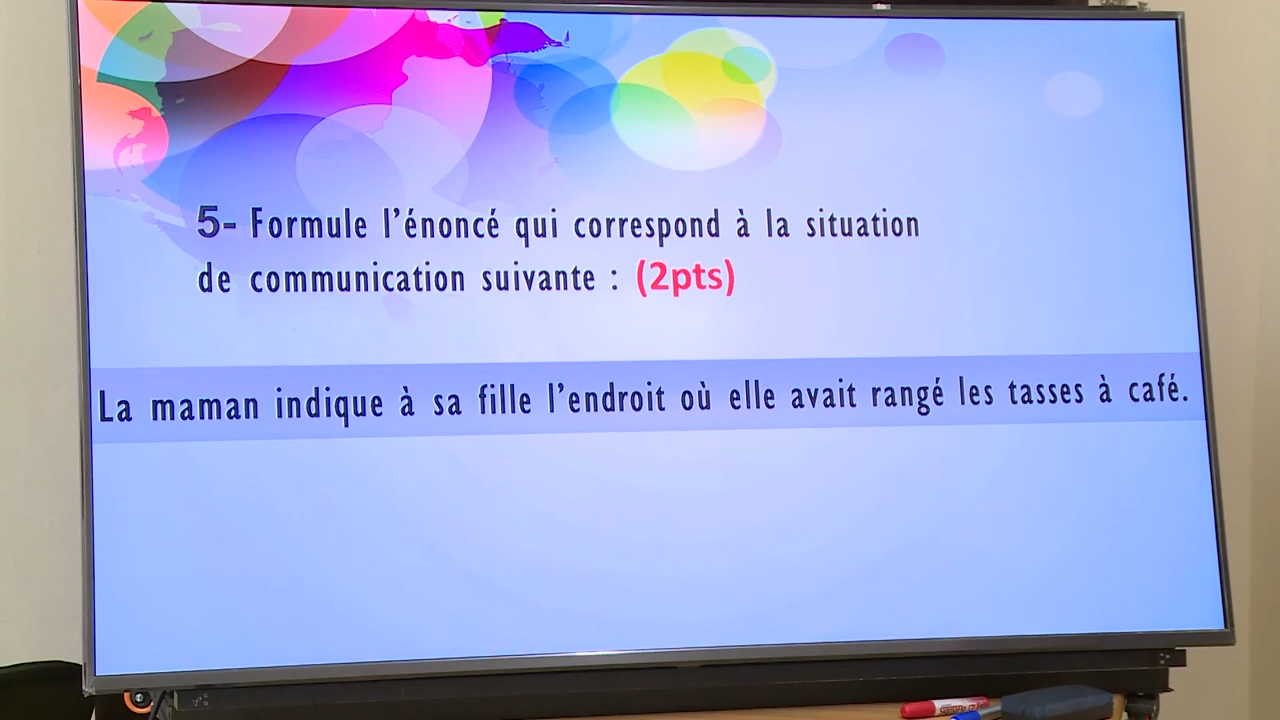 5- Formule l'énoncé qui correspond à la situation
de communication suivante : (2pts)
La maman indique à sa fille l'endroit où elle avait rangé les tasses à café.